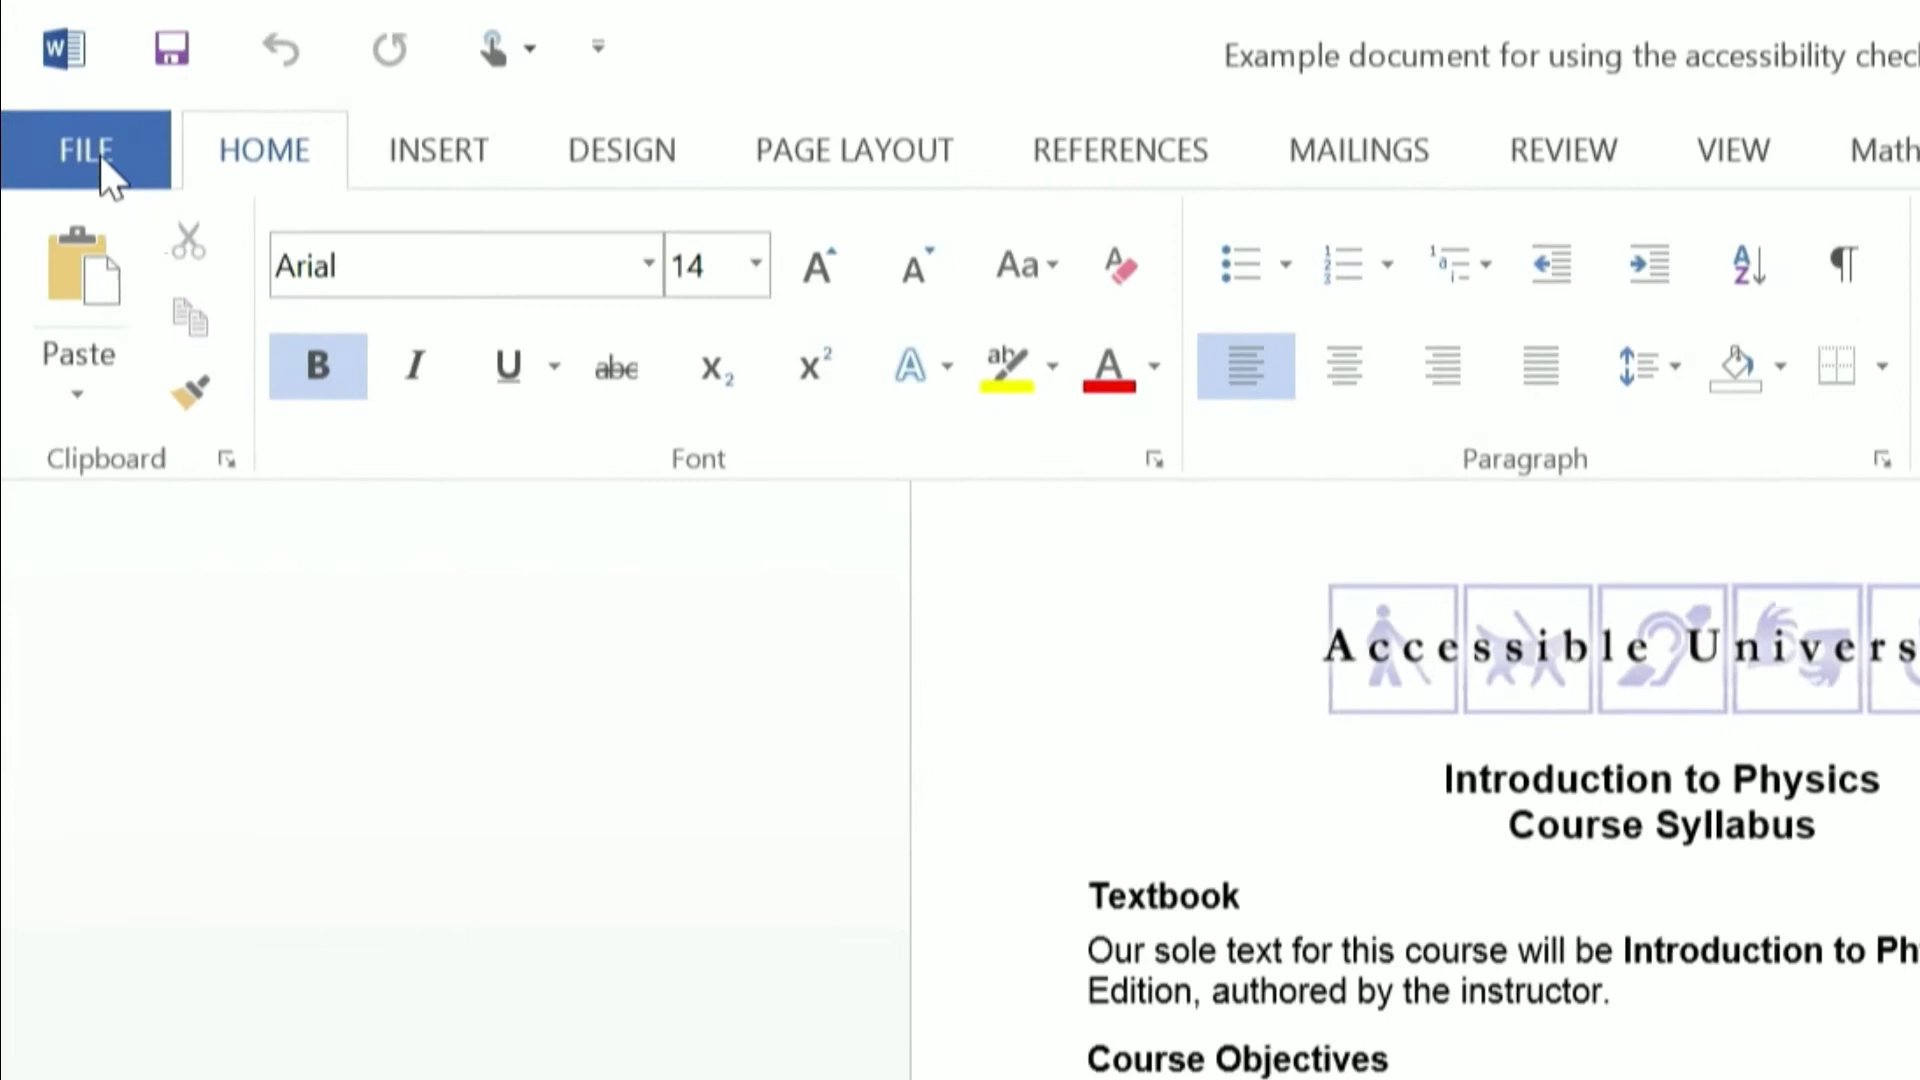 Example document for using the accessibility chec
FILE HOME INSERT DESIGN PAGE LAYOUT REFERENCES MAILINGS REVIEW VIEW Math
Arial 14
Paste
Clipboard Font Paragraph
Accessible Univers
Introduction to Physics
Course Syllabus
Textbook
Our sole text for this course will be Introduction to Ph
Edition, authored by the instructor.
Course Objectives